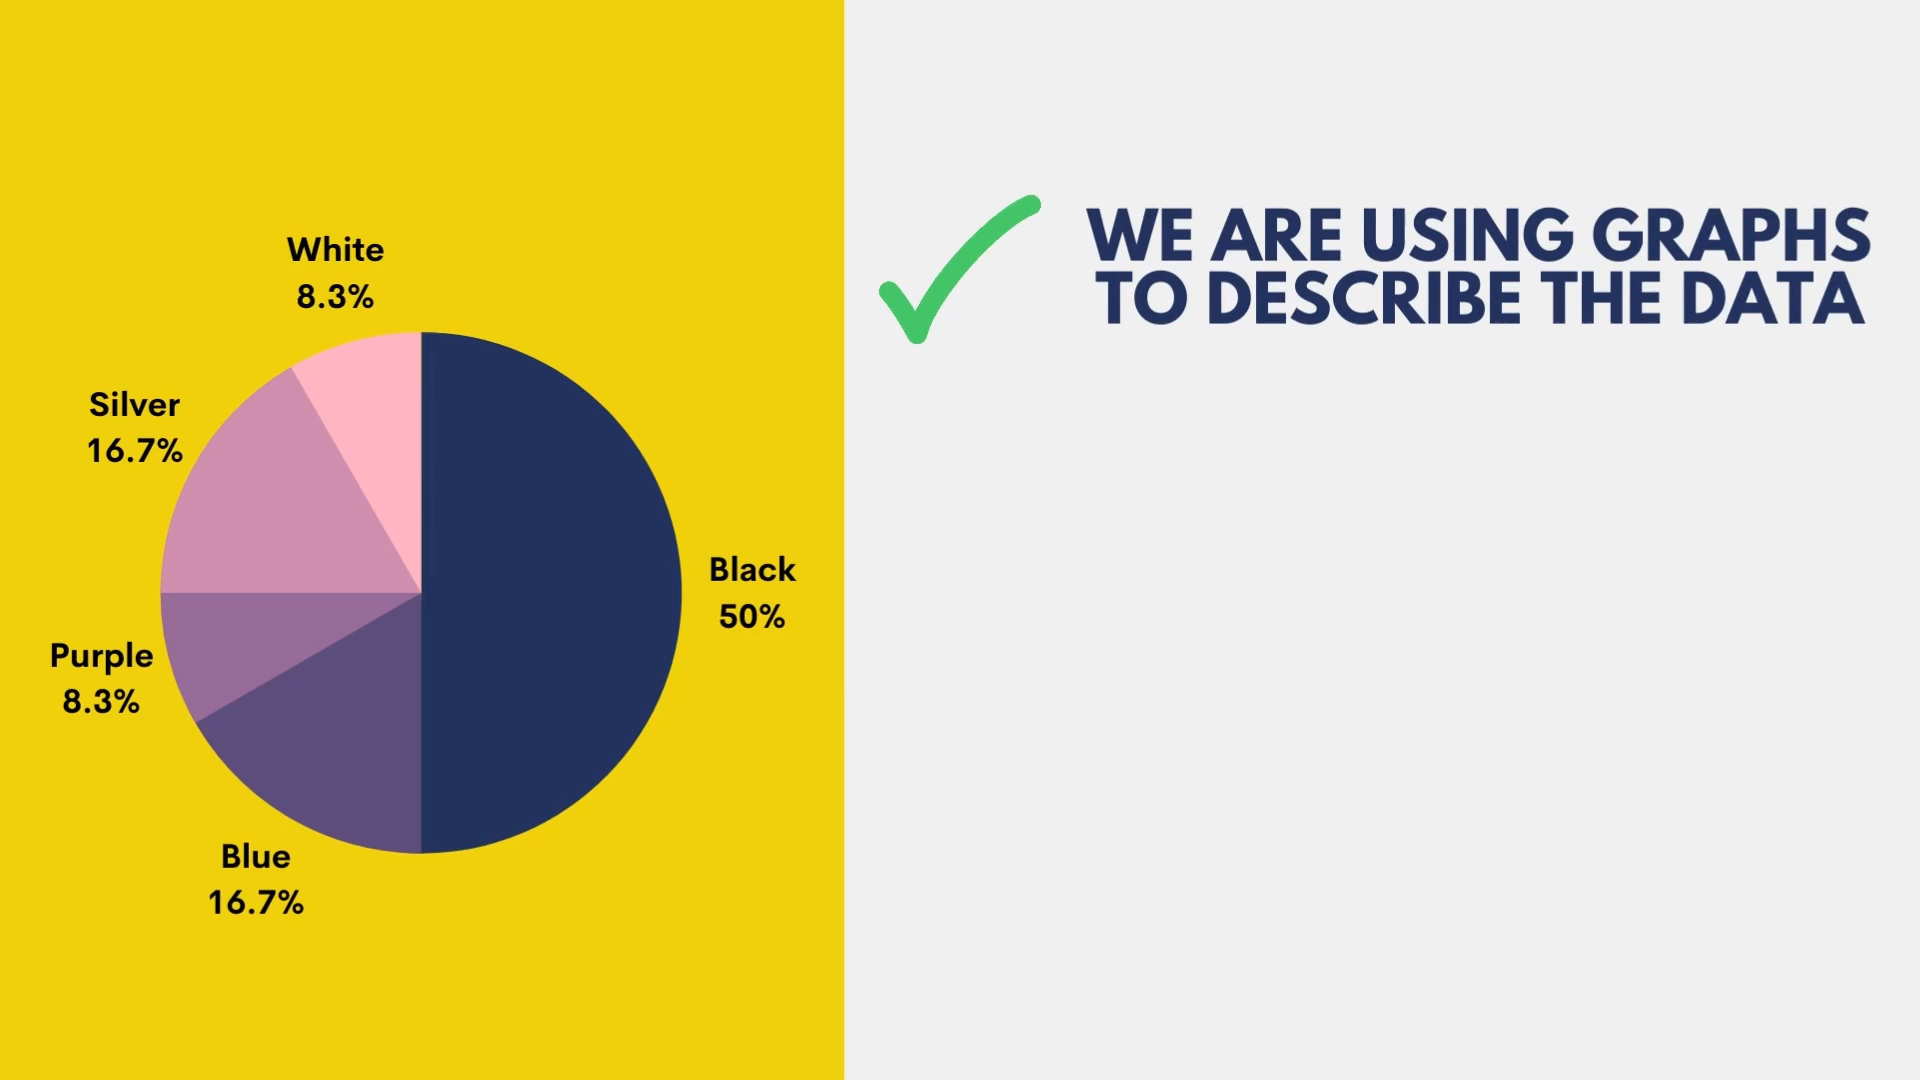 White
8.3%
Silver
16.7%
Black
50%
Purple
8.3%
Blue
16.7%
WE ARE USING GRAPHS
TO DESCRIBE THE DATA